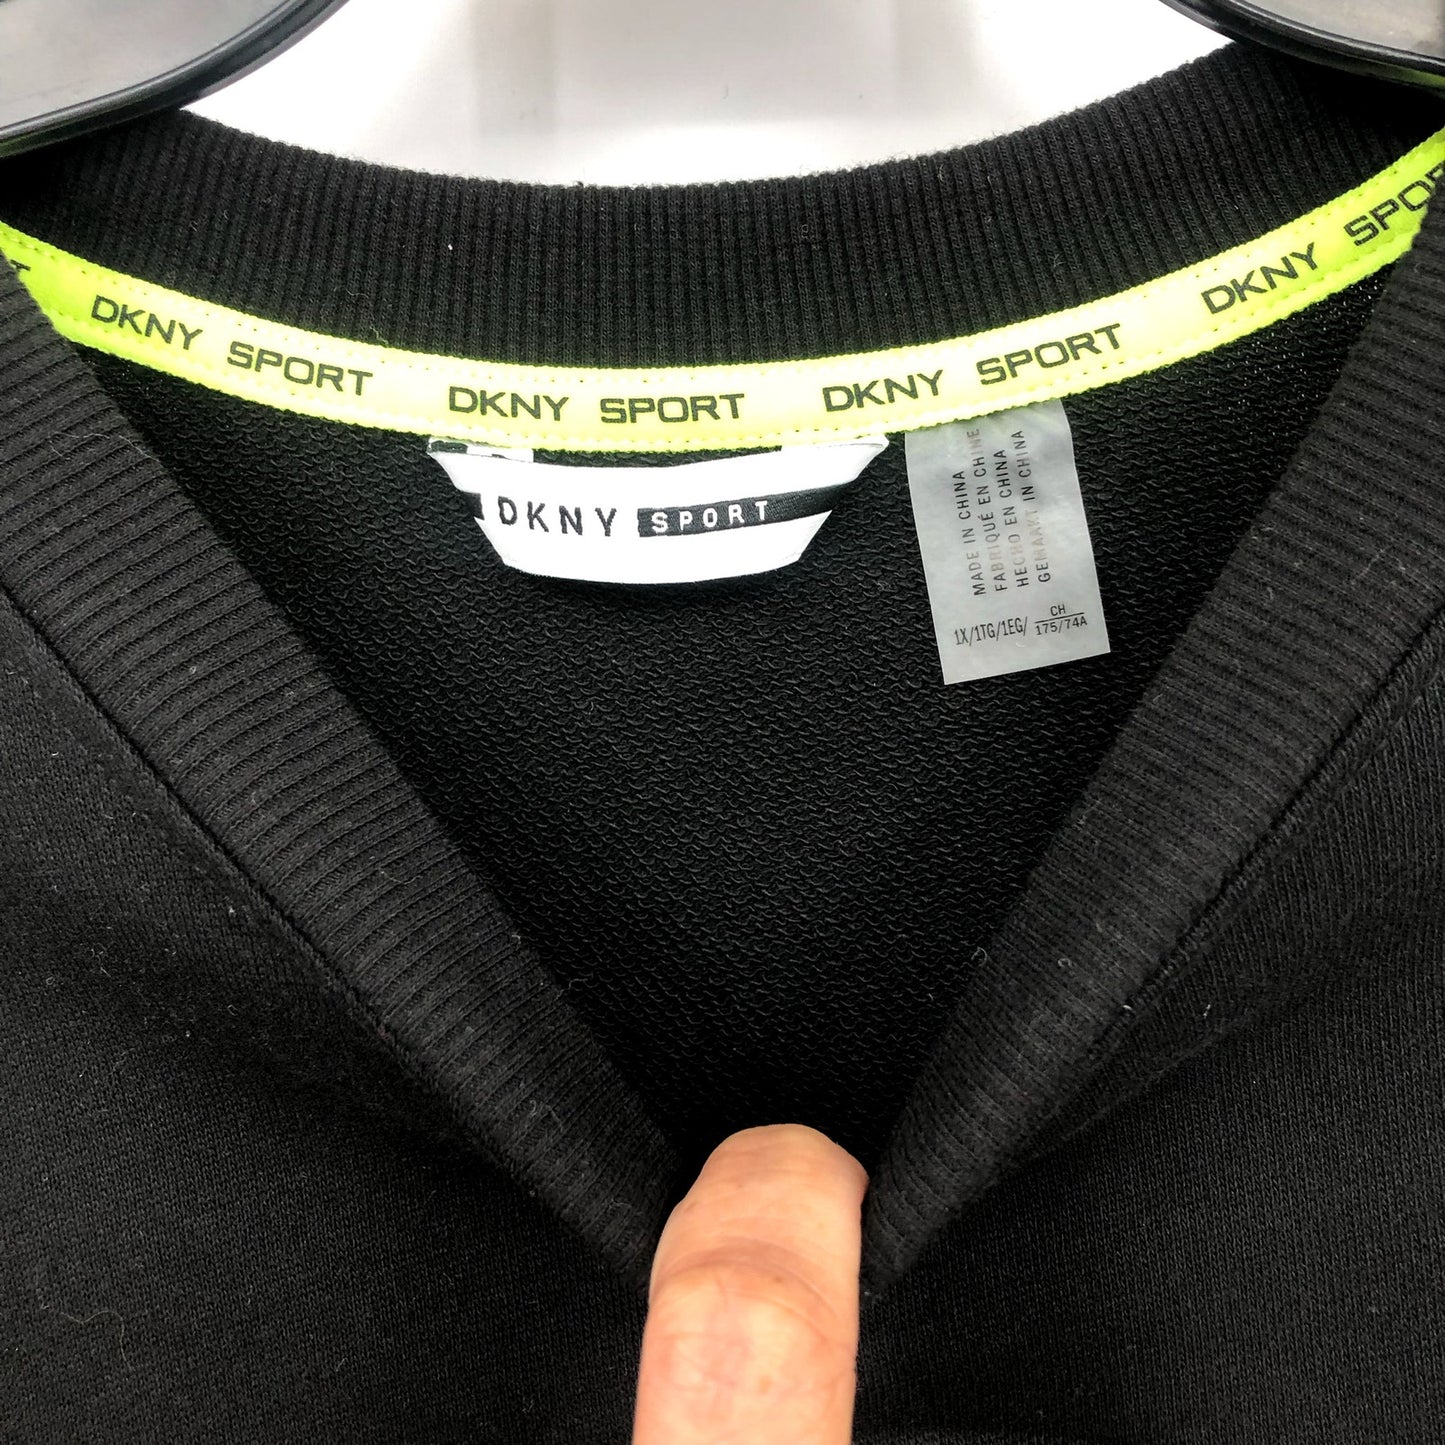 DKNY SPORT DKNY SPORT DKNY SPORT DKNY SPORT
DKNY SPORT
MADE IN CHINA
FABRIQUÉ EN CHINE
HECHO EN CHINA
GEMAAKT IN CHINA
1X/1TG/1EG/ CH 175/74A